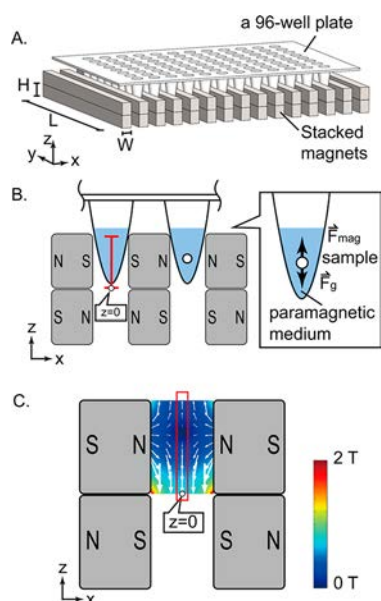 A.
a 96-well plate
H
L
W
z
y
x
Stacked magnets
B.
N S N S N S
S N S N S N
z=0
z
x
F⃗mag
sample
F⃗g
paramagnetic
medium
C.
S N N S
N S S N
z=0
2 T
0 T
z
x